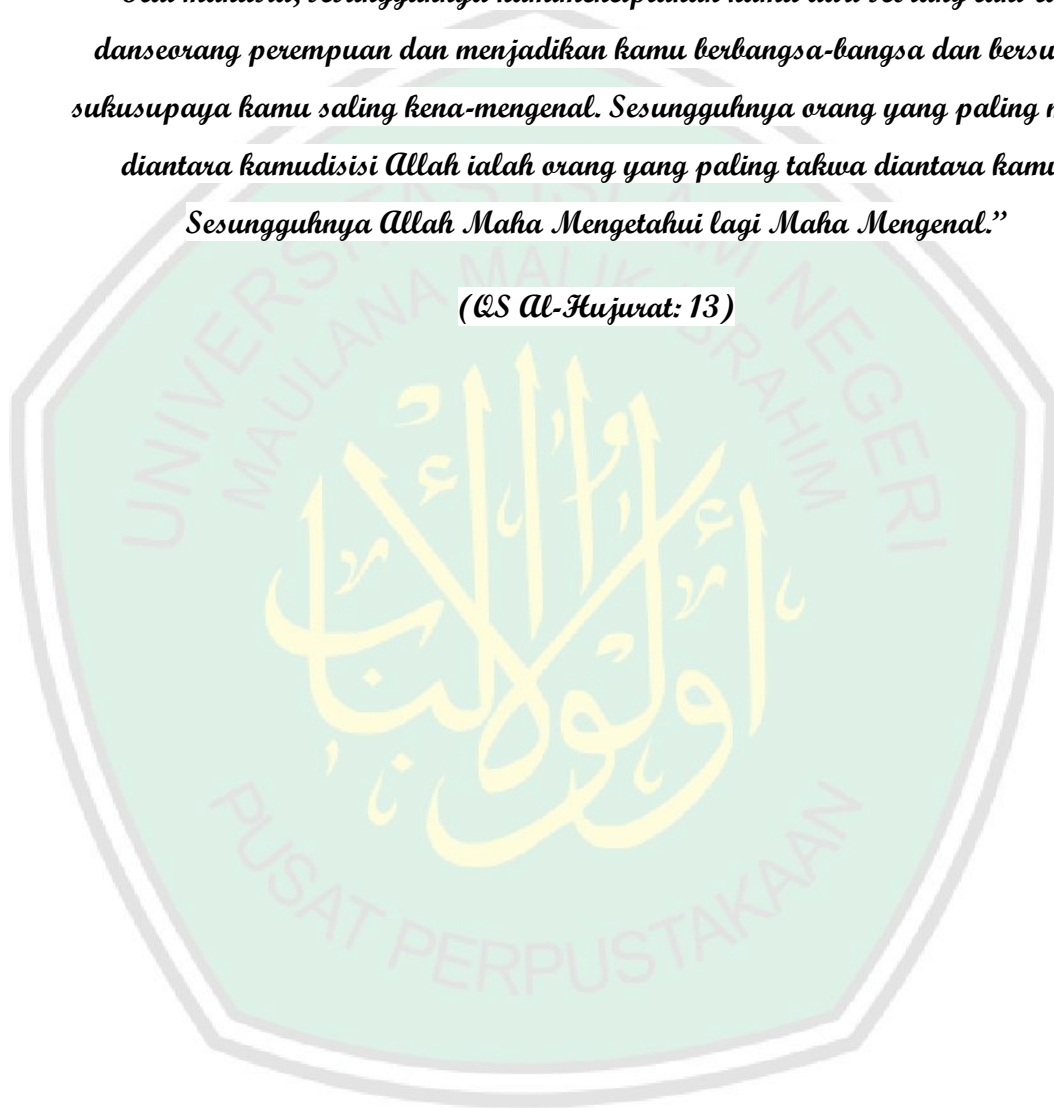 danseorang perempuan dan menjadikan kamu berbangsa-bangsa dan
sukusupaya kamu saling kena-mengenal. Sesungguhnya orang yang paling
diantara kamudisisi Allah ialah orang yang paling takwa diantara kamu
Sesungguhnya Allah Maha Mengetahui lagi Maha Mengenal.”
(QS Al-Hujurat: 13)
UNIVERSITAS ISLAM NEGERI
MAULANA MALIK IBRAHIM
أولو الألباب
PUSAT PERPUSTAKAAN